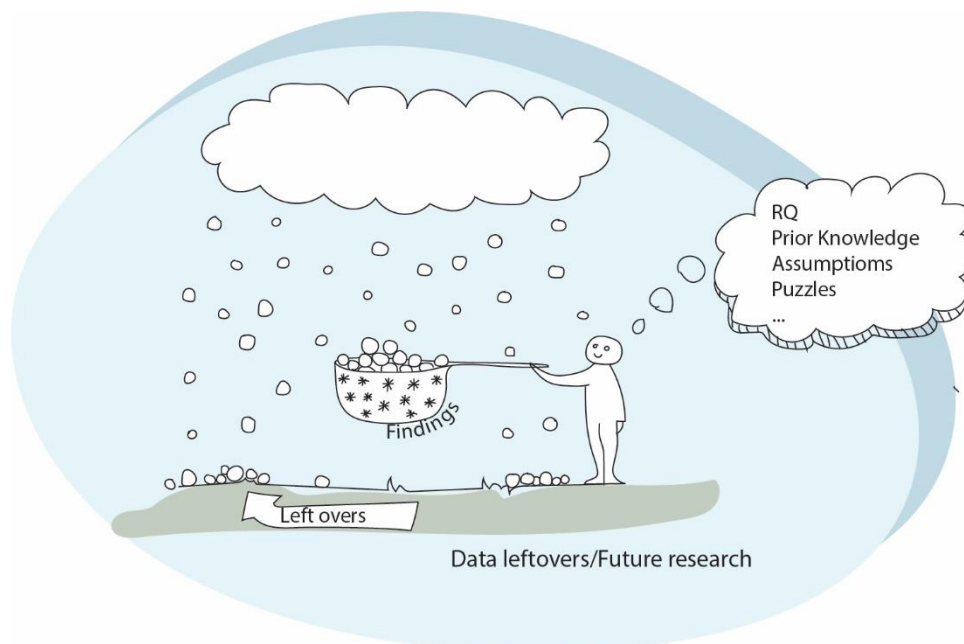 RQ
Prior Knowledge
Assumptioms
Puzzles
...
Findings
Left overs
Data leftovers/Future research